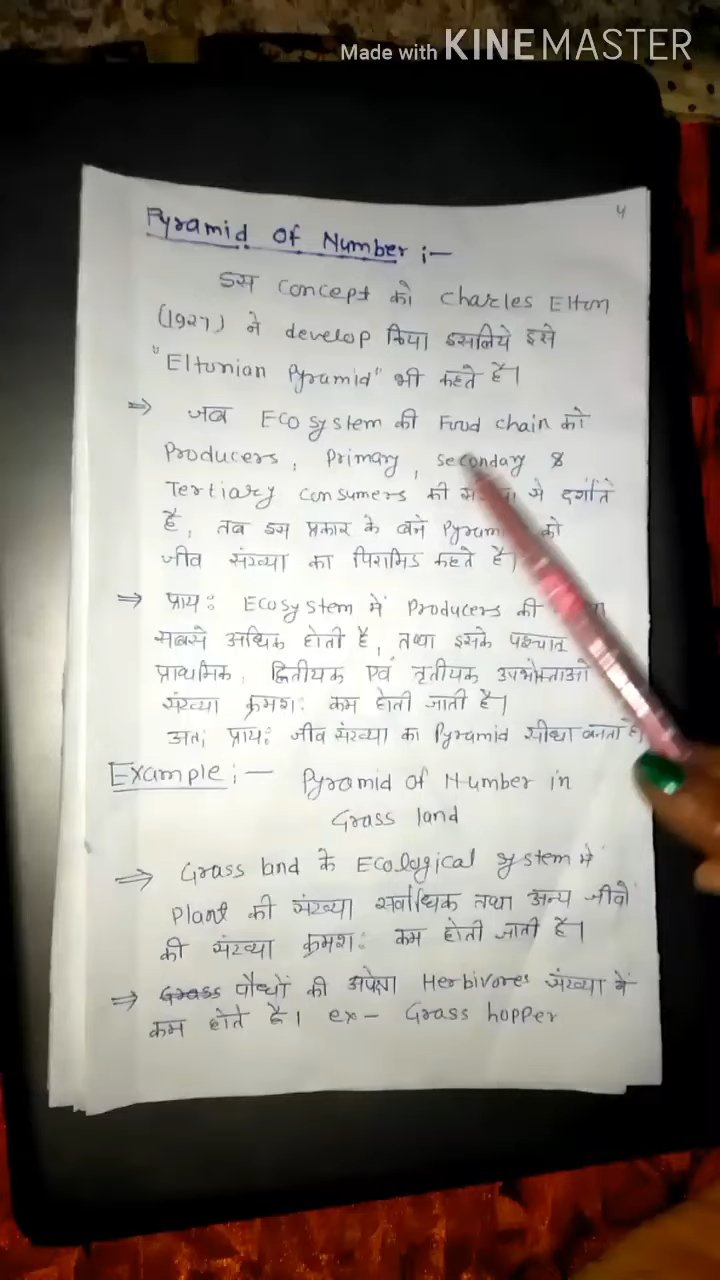 Made with KINEMASTER
4
Pyramid of Number :-
इस concept को Charles Elton
(1927) ने develop किया इसलिये इसे
"Eltonian Pyramid" भी कहते है।
⇒ जब Ecosystem की Food chain को
Producers, Primary, Secondary &
Tertiary consumers की से दर्शाते
है, तब इस प्रकार के बने को
जीव संख्या का पिरामिड कहते है।
⇒ प्रायः Ecosystem में Producers की
सबसे अधिक होती है, तथा इसके पश्चात
प्राथमिक, द्वितीयक एवं तृतीयक उपभोक्ताओं
संख्या क्रमशः कम होती जाती है।
अतः प्रायः जीव संख्या का Pyramid सीधा बनता है।
Example :- Pyramid of Number in
Grass land
⇒ Grass land के Ecological system में
Plant की संख्या सर्वाधिक तथा अन्य जीवों
की संख्या क्रमशः कम होती जाती है।
⇒ Grass पौधों की अपेक्षा Herbivores संख्या में
कम होते है। ex- Grass hopper